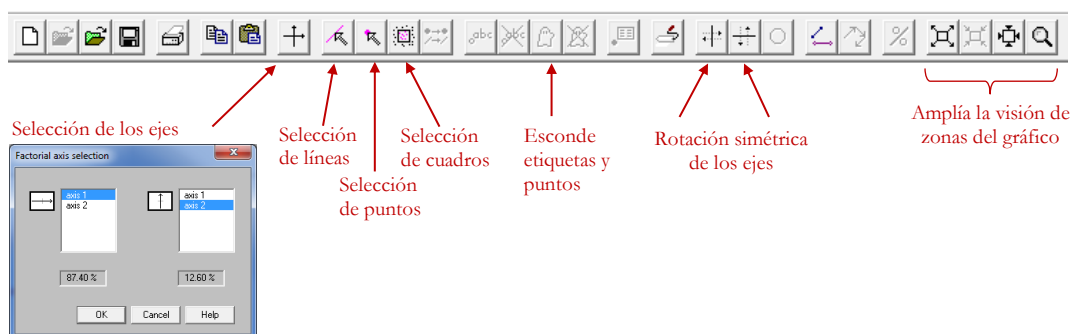 abc
abc
Selección de los ejes
Selección
de líneas
Selección
de puntos
Selección
de cuadros
Esconde
etiquetas y
puntos
Rotación simétrica
de los ejes
Amplía la visión de
zonas del gráfico
Factorial axis selection
axis 1
axis 2
axis 1
axis 2
87.40 %
12.60 %
OK
Cancel
Help